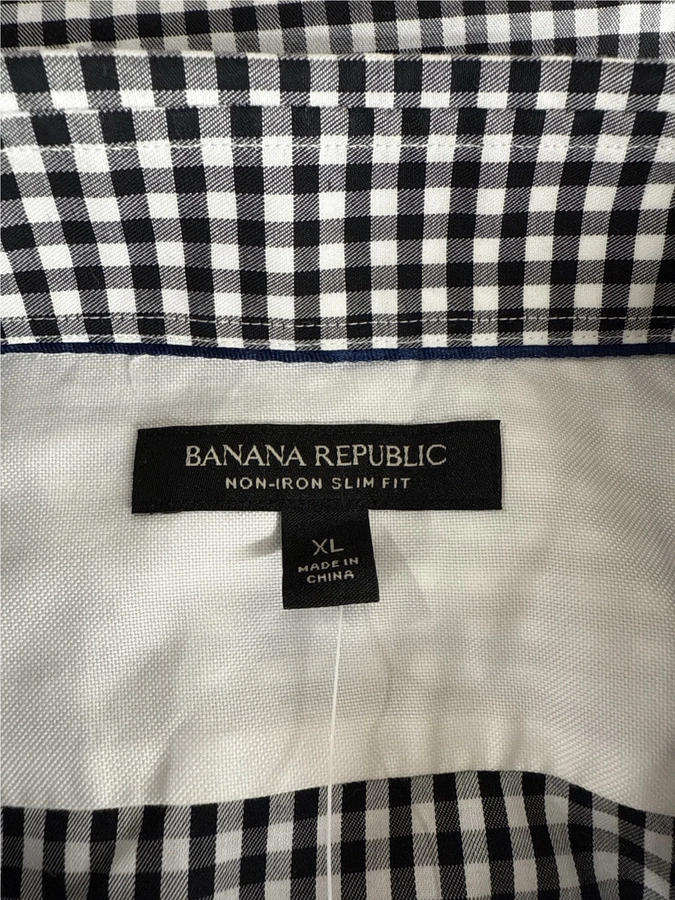 BANANA REPUBLIC
NON-IRON SLIM FIT
XL
MADE IN
CHINA